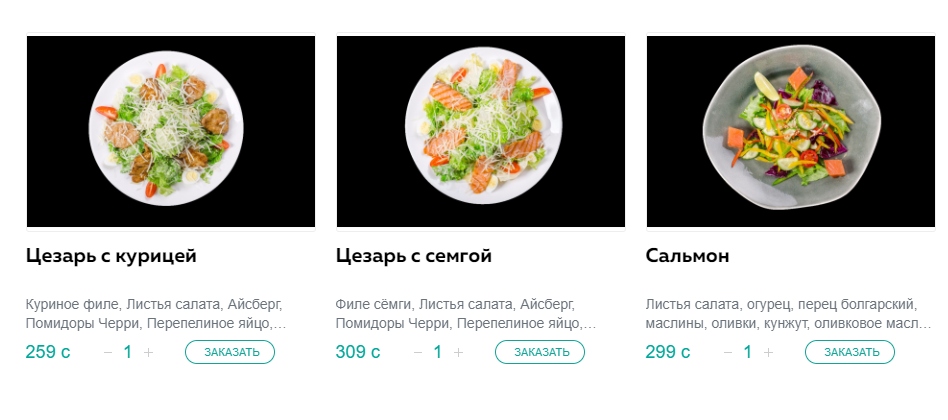 Цезарь с курицей
Куриное филе, Листья салата, Айсберг,
Помидоры Черри, Перепелиное яйцо,...
259 с − 1 + ЗАКАЗАТЬ
Цезарь с семгой
Филе сёмги, Листья салата, Айсберг,
Помидоры Черри, Перепелиное яйцо,...
309 с − 1 + ЗАКАЗАТЬ
Сальмон
Листья салата, огурец, перец болгарский,
маслины, оливки, кунжут, оливковое масл...
299 с − 1 + ЗАКАЗАТЬ